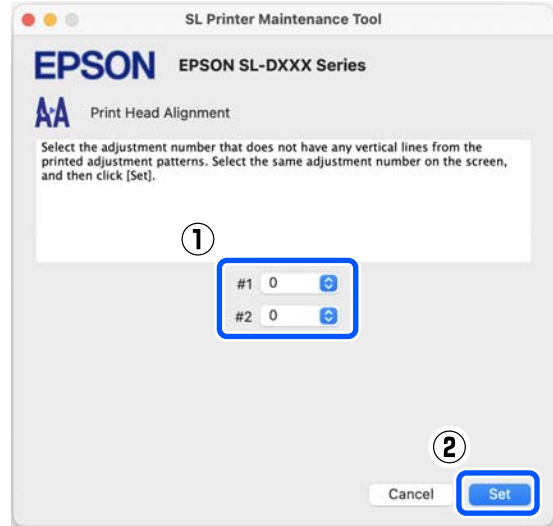 SL Printer Maintenance Tool
EPSON EPSON SL-DXXX Series
A▸A Print Head Alignment
Select the adjustment number that does not have any vertical lines from the
printed adjustment patterns. Select the same adjustment number on the screen,
and then click [Set].
①
#1 0
#2 0
②
Cancel Set